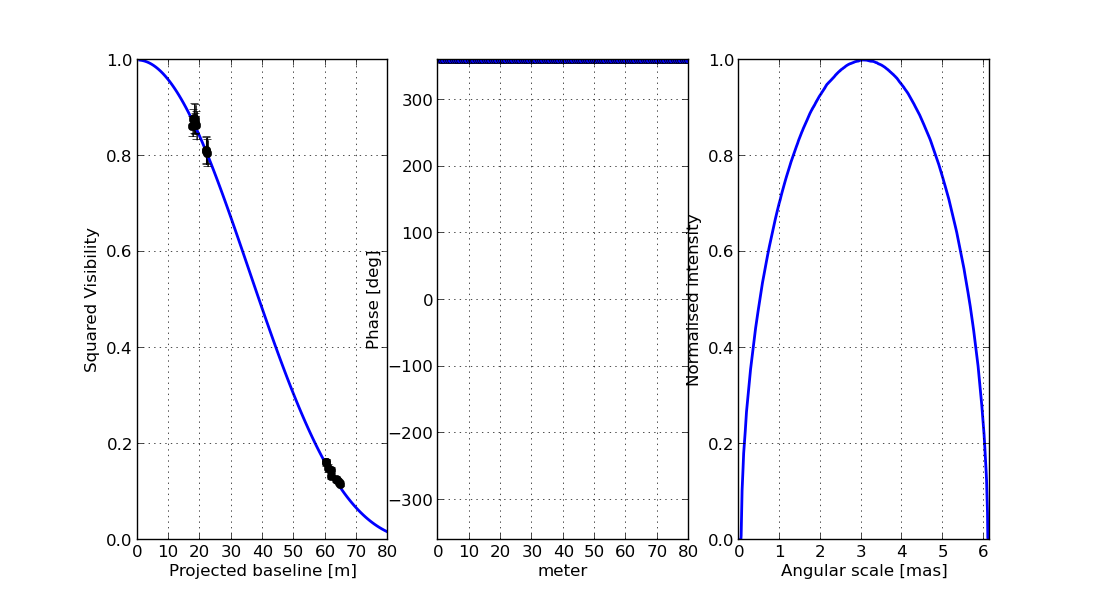 1.0
0.8
0.6
0.4
0.2
0.0
Squared Visibility
0 10 20 30 40 50 60 70 80
Projected baseline [m]
300
200
100
0
−100
−200
−300
Phase [deg]
0 10 20 30 40 50 60 70 80
meter
1.0
0.8
0.6
0.4
0.2
0.0
Normalised intensity
0 1 2 3 4 5 6
Angular scale [mas]